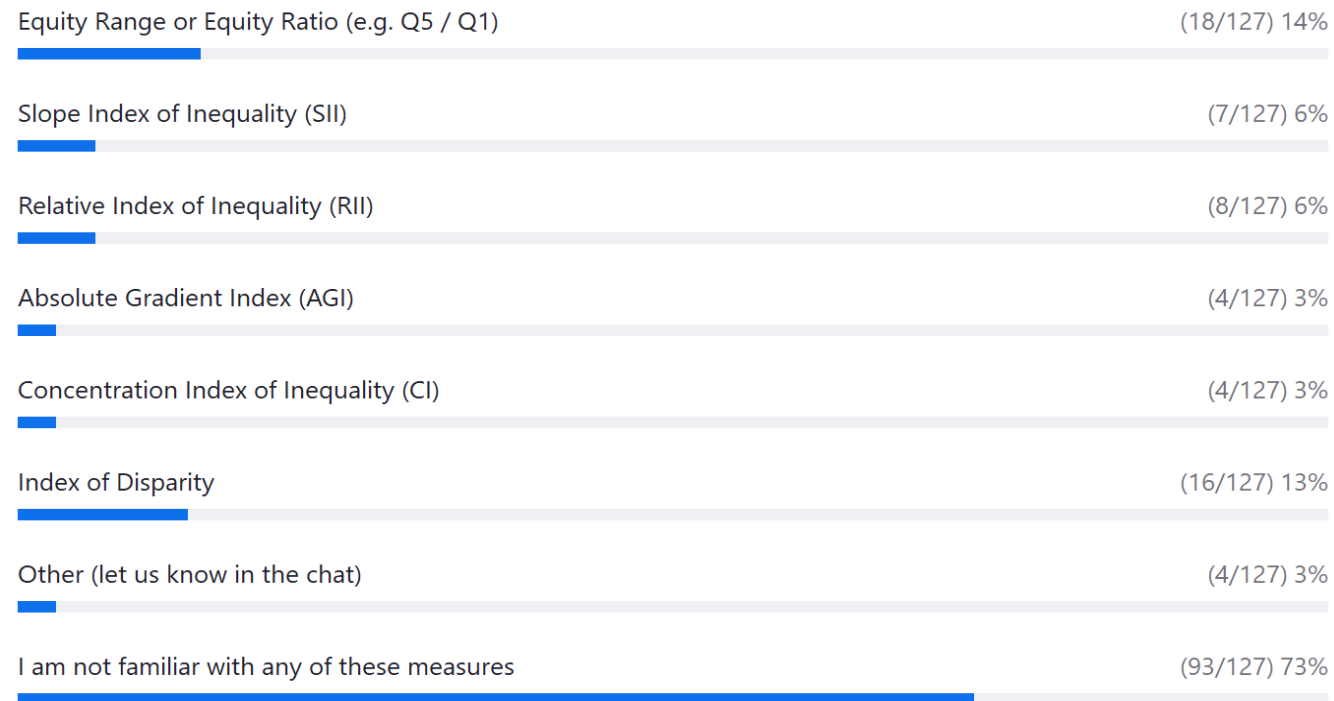 Equity Range or Equity Ratio (e.g. Q5 / Q1) (18/127) 14%
Slope Index of Inequality (SII) (7/127) 6%
Relative Index of Inequality (RII) (8/127) 6%
Absolute Gradient Index (AGI) (4/127) 3%
Concentration Index of Inequality (CI) (4/127) 3%
Index of Disparity (16/127) 13%
Other (let us know in the chat) (4/127) 3%
I am not familiar with any of these measures (93/127) 73%